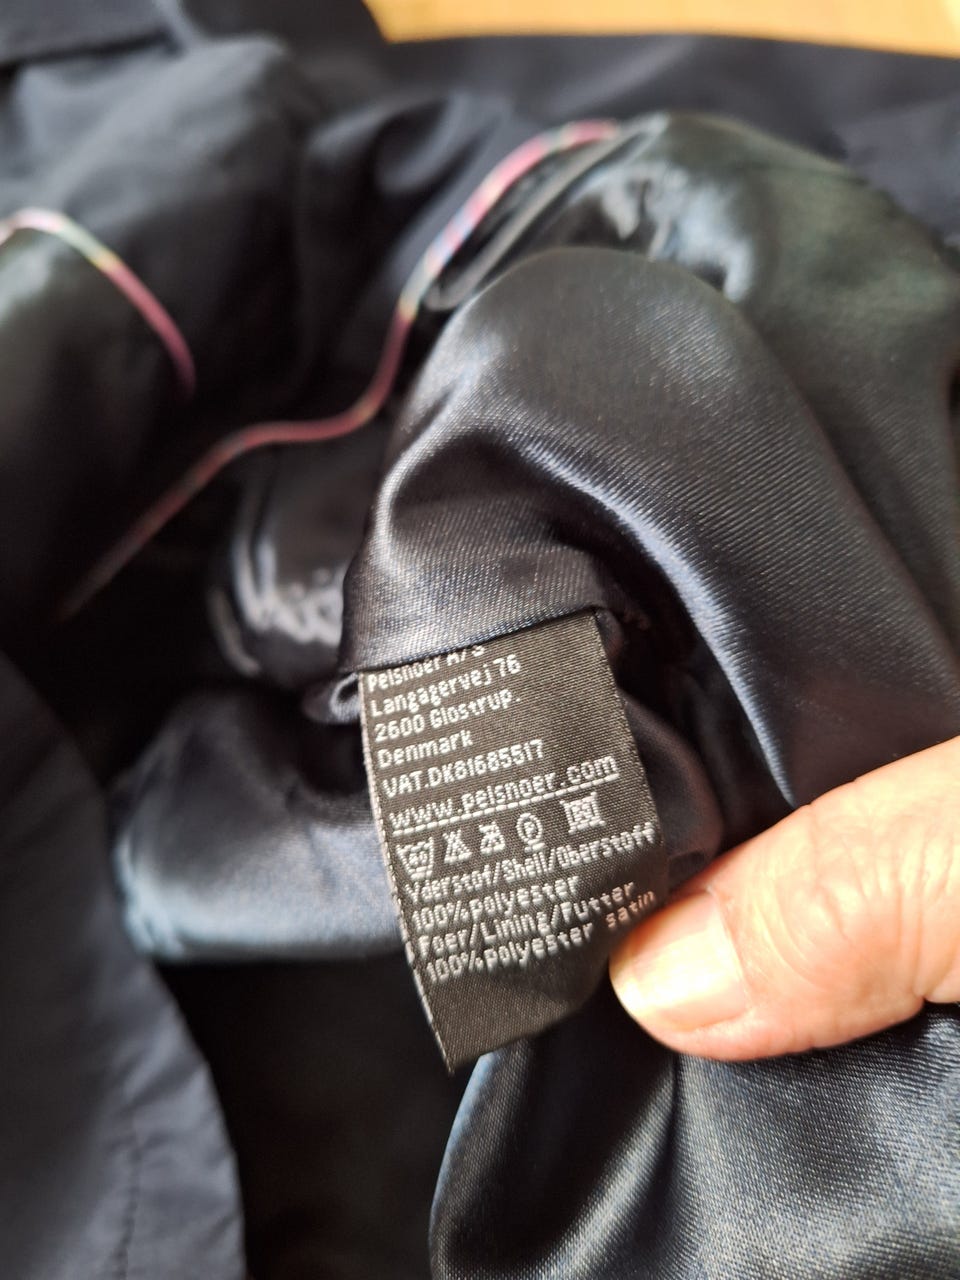 Pelsnoer A/S
Langagervej 76
2600 Glostrup.
Denmark
VAT.DK81685517
www.pelsnoer.com
Yderstof/Shell/Oberstoff
100%Polyester
Foer/Lining/Futter
100%Polyester satin